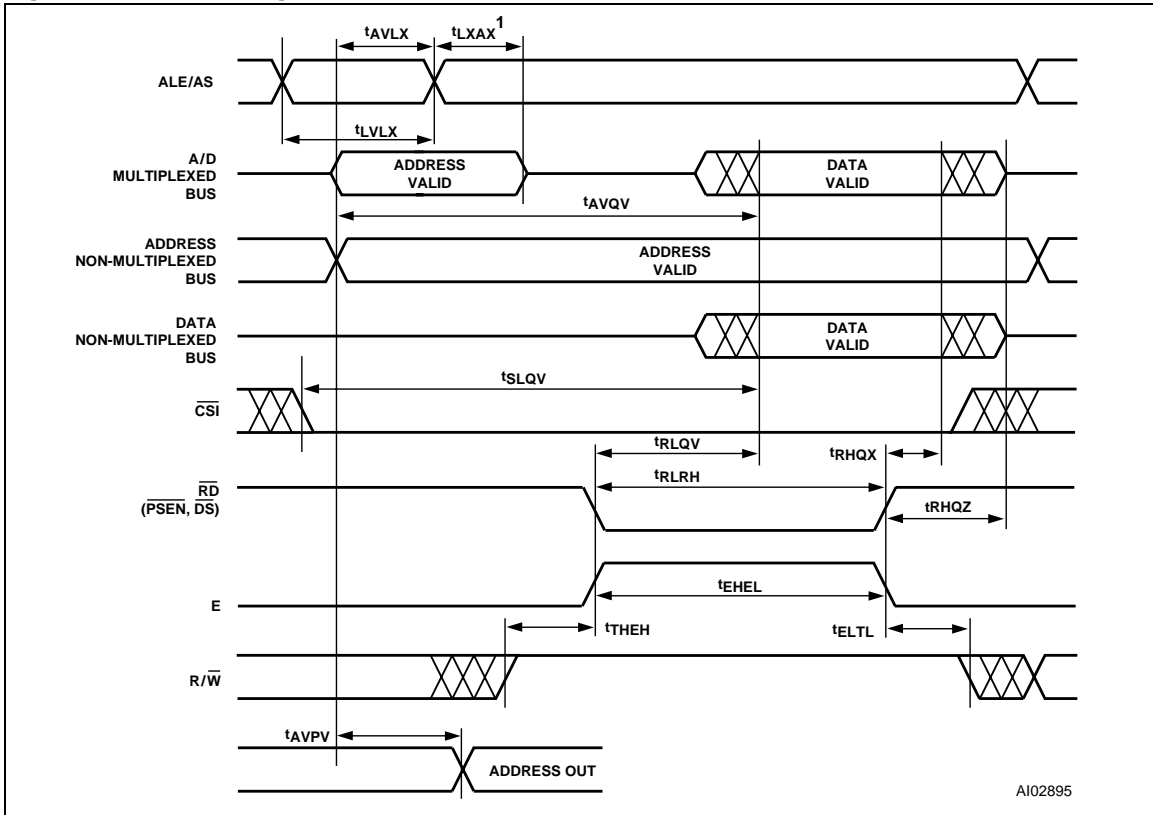 tAVLX
tLXAX 1
ALE/AS
tLVLX
A/D
MULTIPLEXED
BUS
ADDRESS
VALID
DATA
VALID
tAVQV
ADDRESS
NON-MULTIPLEXED
BUS
ADDRESS
VALID
DATA
NON-MULTIPLEXED
BUS
DATA
VALID
tSLQV
CSI
tRLQV
tRHQX
tRLRH
RD
(PSEN, DS)
tRHQZ
tEHEL
E
tTHEH
tELTL
R/W
tAVPV
ADDRESS OUT
AI02895